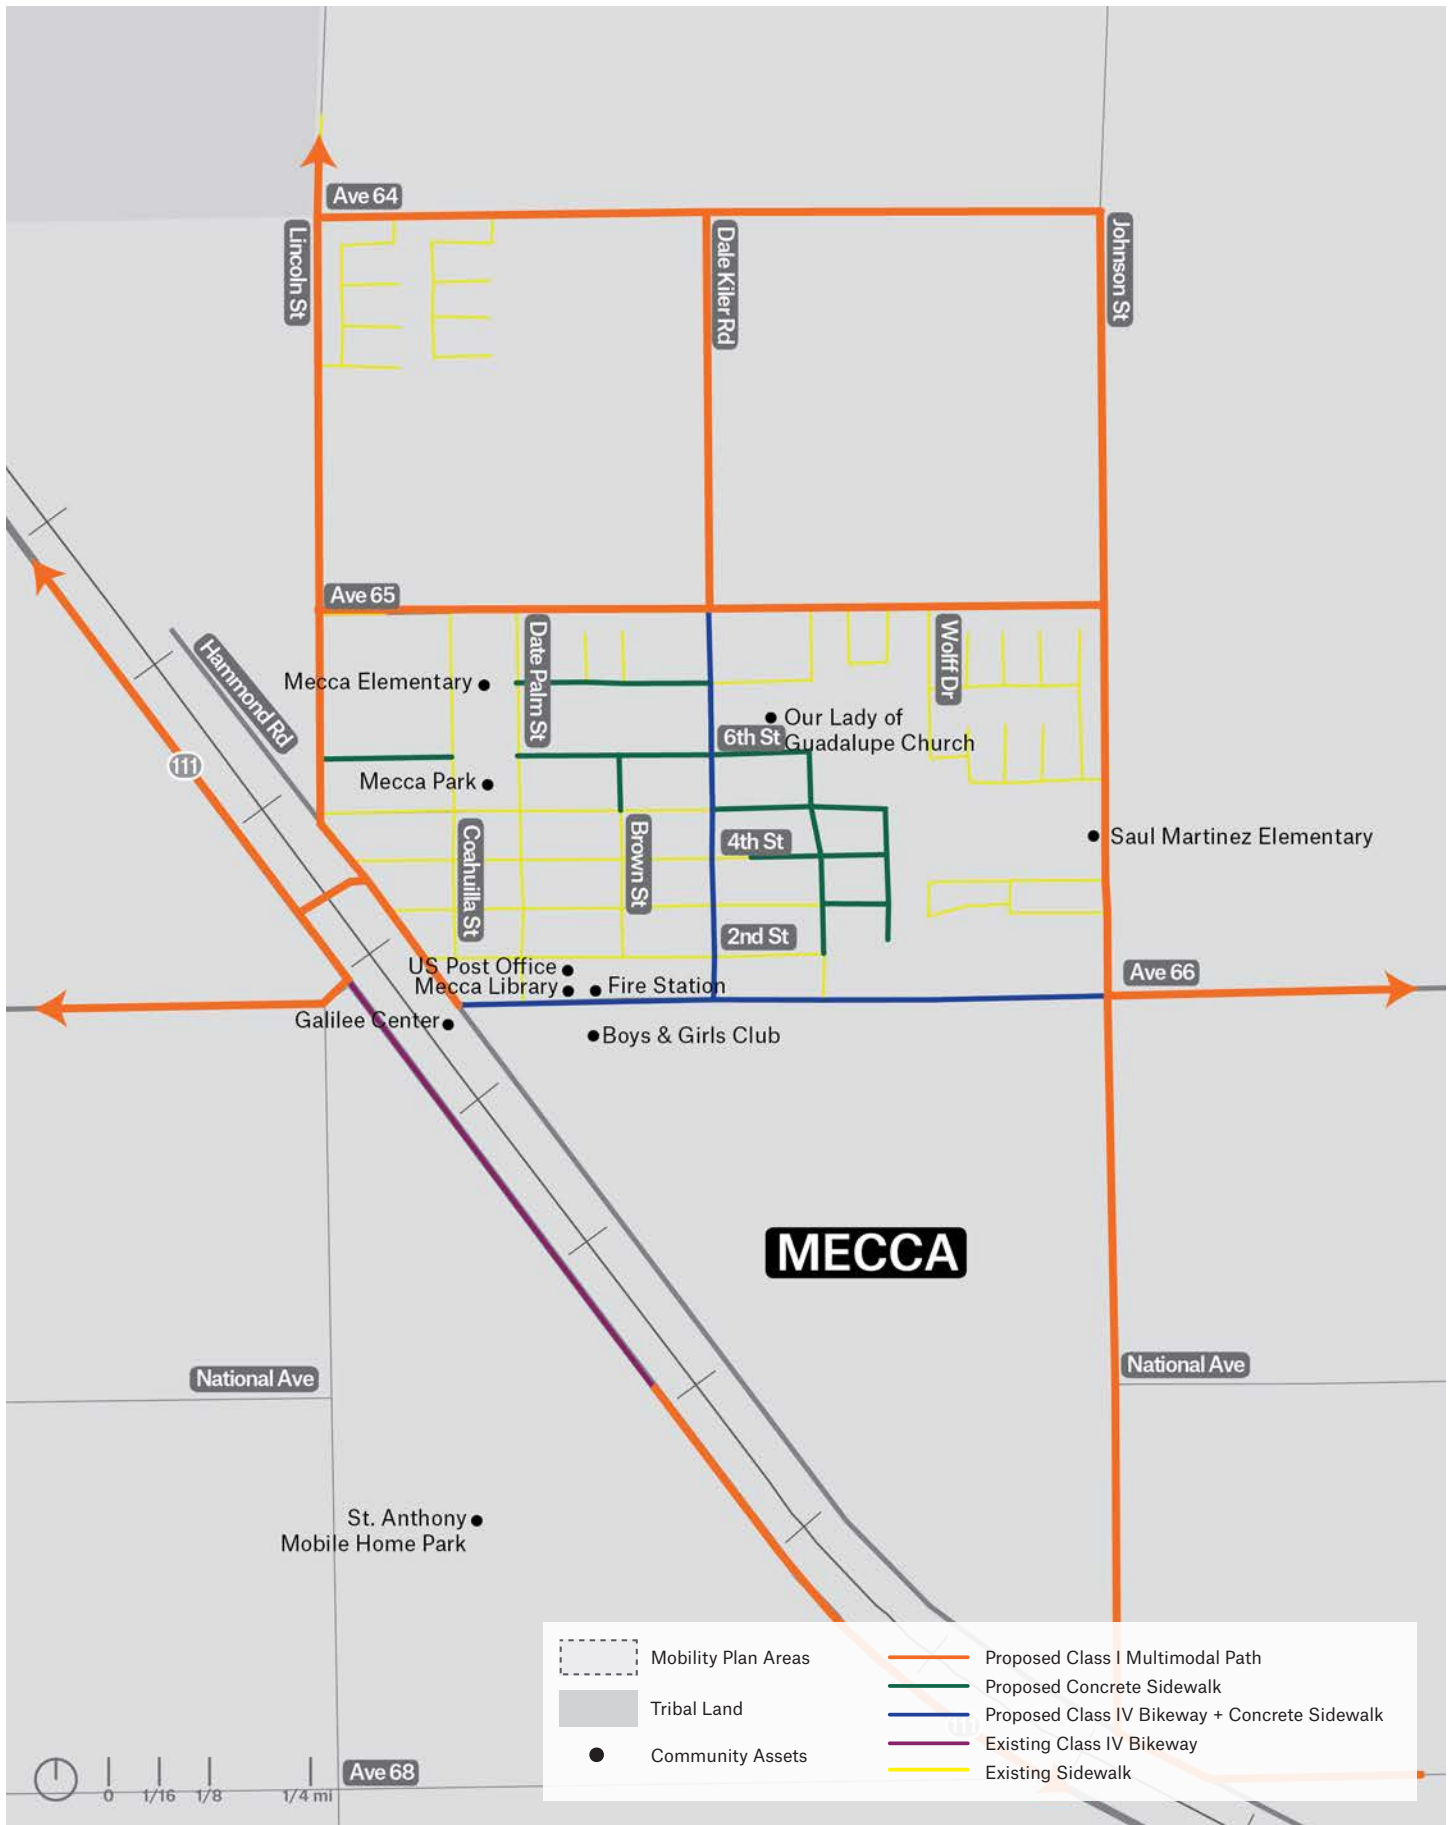 Ave 64
Lincoln St
Dale Kiler Rd
Johnson St
Ave 65
Hammond Rd
Date Palm St
Wolff Dr
Mecca Elementary
Our Lady of
Guadalupe Church
6th St
111
Mecca Park
Coahuilla St
Brown St
4th St
Saul Martinez Elementary
2nd St
US Post Office
Mecca Library
Fire Station
Ave 66
Galilee Center
Boys & Girls Club
MECCA
National Ave
National Ave
St. Anthony
Mobile Home Park
Mobility Plan Areas
Tribal Land
Community Assets
Proposed Class I Multimodal Path
Proposed Concrete Sidewalk
Proposed Class IV Bikeway + Concrete Sidewalk
Existing Class IV Bikeway
Existing Sidewalk
111
Ave 68
0 1/16 1/8 1/4 mi